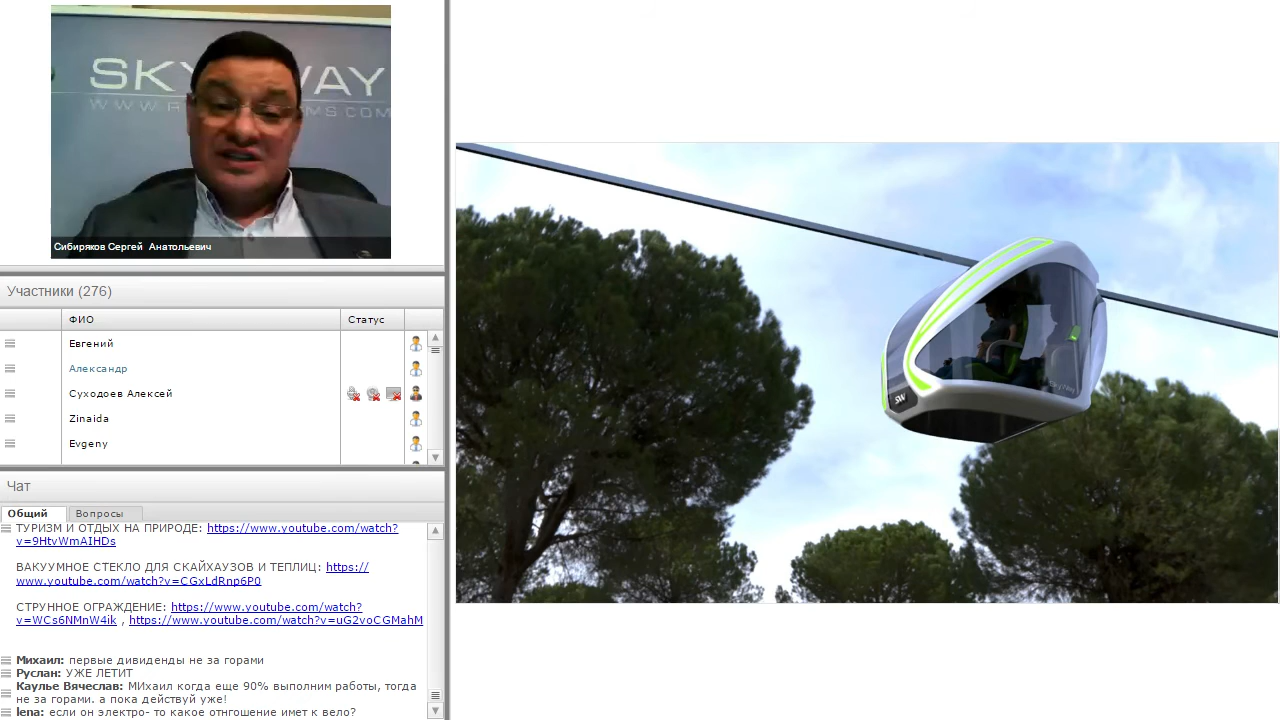 SKY WAY
Сибиряков Сергей Анатольевич
Участники (276)
ФИО
Статус
Евгений
Александр
Суходоев Алексей
Zinaida
Evgeny
Чат
Общий
Вопросы
ТУРИЗМ И ОТДЫХ НА ПРИРОДЕ: https://www.youtube.com/watch?
v=9HtvWmAIHDs
ВАКУУМНОЕ СТЕКЛО ДЛЯ СКАЙХАУЗОВ И ТЕПЛИЦ: https://
www.youtube.com/watch?v=CGxLdRnp6P0
СТРУННОЕ ОГРАЖДЕНИЕ: https://www.youtube.com/watch?
v=WCs6NMnW4ik , https://www.youtube.com/watch?v=uG2voCGMahM
Михаил: первые дивиденды не за горами
Руслан: УЖЕ ЛЕТИТ
Каулье Вячеслав: МИхаил когда еще 90% выполним работы, тогда
не за горами. а пока действуй уже!
lena: если он электро- то какое отнгошение имет к вело?
SW
SkyWay